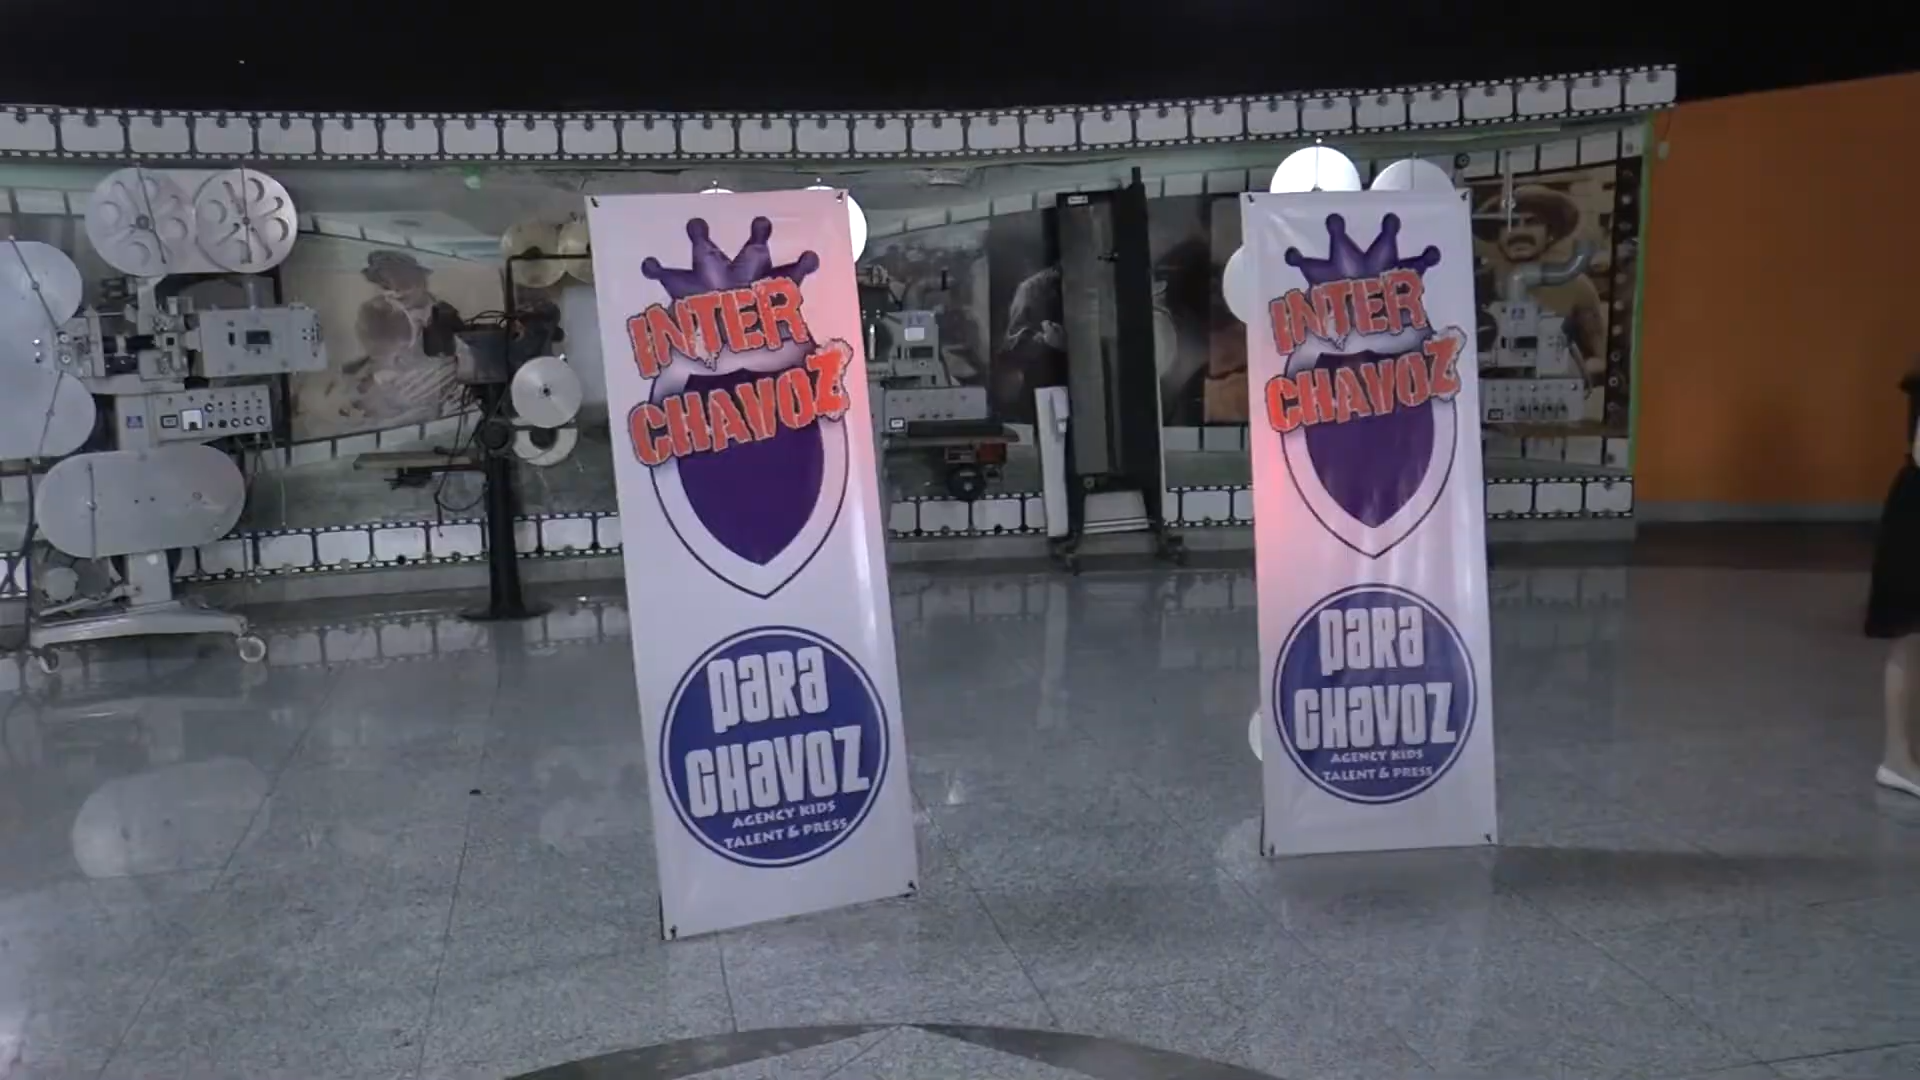 INTER
CHAVOZ
PARA
CHAVOZ
AGENCY KIDS
TALENT & PRESS
INTER
CHAVOZ
PARA
CHAVOZ
AGENCY KIDS
TALENT & PRESS